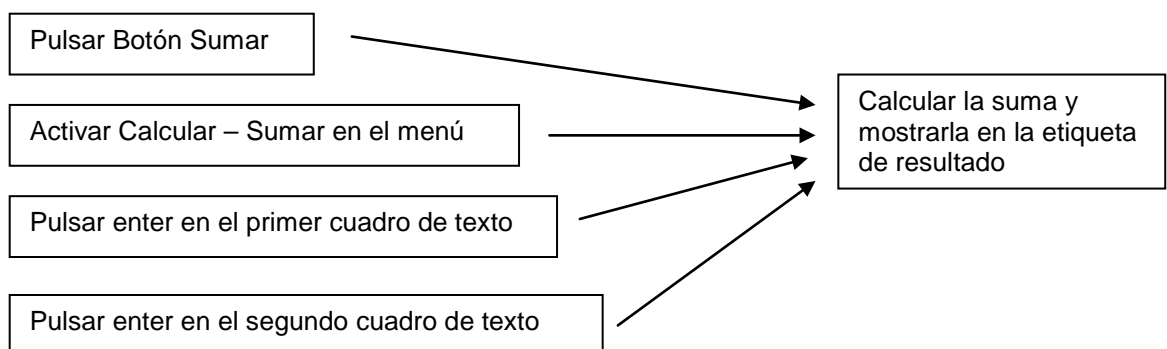 Pulsar Botón Sumar
Activar Calcular – Sumar en el menú
Pulsar enter en el primer cuadro de texto
Pulsar enter en el segundo cuadro de texto
Calcular la suma y
mostrarla en la etiqueta
de resultado